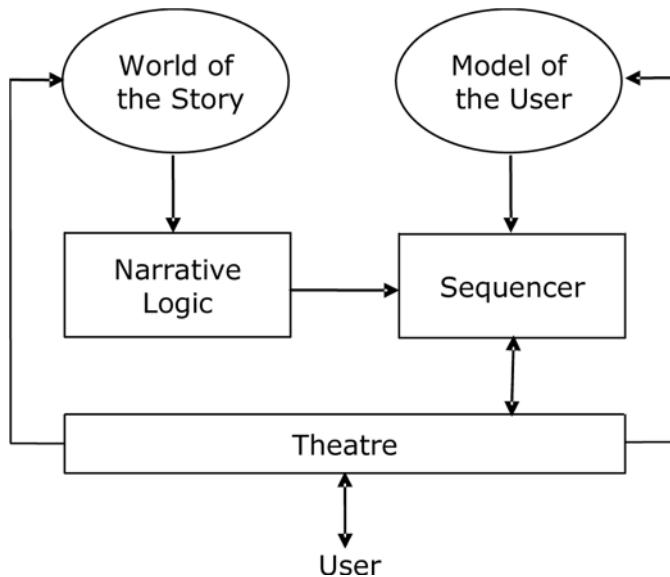 World of
the Story
Model of
the User
Narrative
Logic
Sequencer
Theatre
User